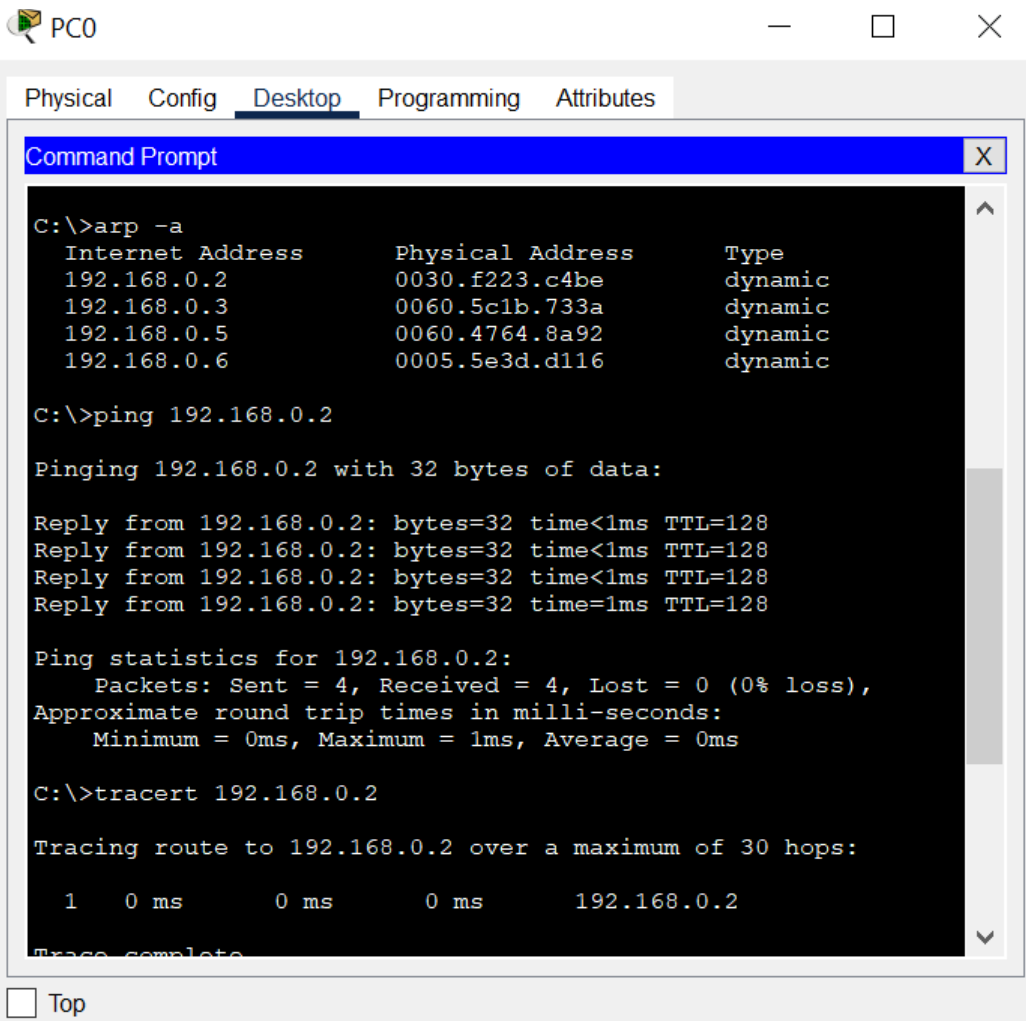 PC0
Physical Config Desktop Programming Attributes
Command Prompt X
C:\>arp -a
Internet Address Physical Address Type
192.168.0.2 0030.f223.c4be dynamic
192.168.0.3 0060.5c1b.733a dynamic
192.168.0.5 0060.4764.8a92 dynamic
192.168.0.6 0005.5e3d.d116 dynamic
C:\>ping 192.168.0.2
Pinging 192.168.0.2 with 32 bytes of data:
Reply from 192.168.0.2: bytes=32 time<1ms TTL=128
Reply from 192.168.0.2: bytes=32 time<1ms TTL=128
Reply from 192.168.0.2: bytes=32 time<1ms TTL=128
Reply from 192.168.0.2: bytes=32 time=1ms TTL=128
Ping statistics for 192.168.0.2:
Packets: Sent = 4, Received = 4, Lost = 0 (0% loss),
Approximate round trip times in milli-seconds:
Minimum = 0ms, Maximum = 1ms, Average = 0ms
C:\>tracert 192.168.0.2
Tracing route to 192.168.0.2 over a maximum of 30 hops:
1 0 ms 0 ms 0 ms 192.168.0.2
Trace complete
Top